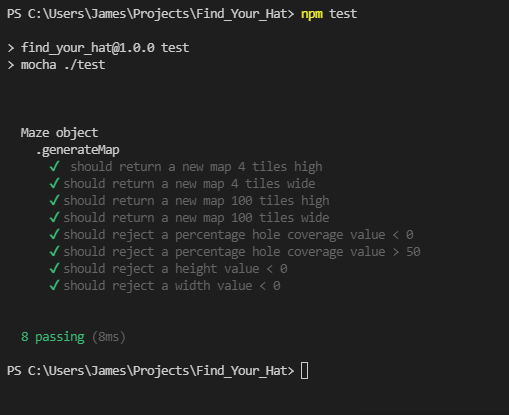 PS C:\Users\James\Projects\Find_Your_Hat> npm test
> find_your_hat@1.0.0 test
> mocha ./test
Maze object
.generateMap
✓ should return a new map 4 tiles high
✓ should return a new map 4 tiles wide
✓ should return a new map 100 tiles high
✓ should return a new map 100 tiles wide
✓ should reject a percentage hole coverage value < 0
✓ should reject a percentage hole coverage value > 50
✓ should reject a height value < 0
✓ should reject a width value < 0
8 passing (8ms)
PS C:\Users\James\Projects\Find_Your_Hat>